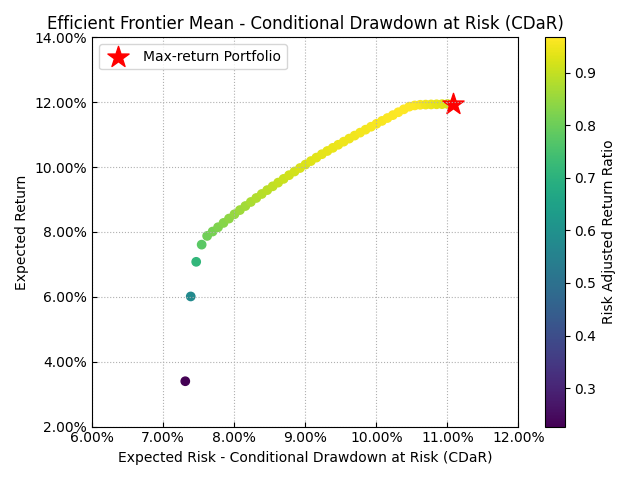 Efficient Frontier Mean - Conditional Drawdown at Risk (CDaR)
14.00%
12.00%
10.00%
8.00%
6.00%
4.00%
2.00%
Expected Return
Max-return Portfolio
6.00% 7.00% 8.00% 9.00% 10.00% 11.00% 12.00%
Expected Risk - Conditional Drawdown at Risk (CDaR)
0.9
0.8
0.7
0.6
0.5
0.4
0.3
Risk Adjusted Return Ratio